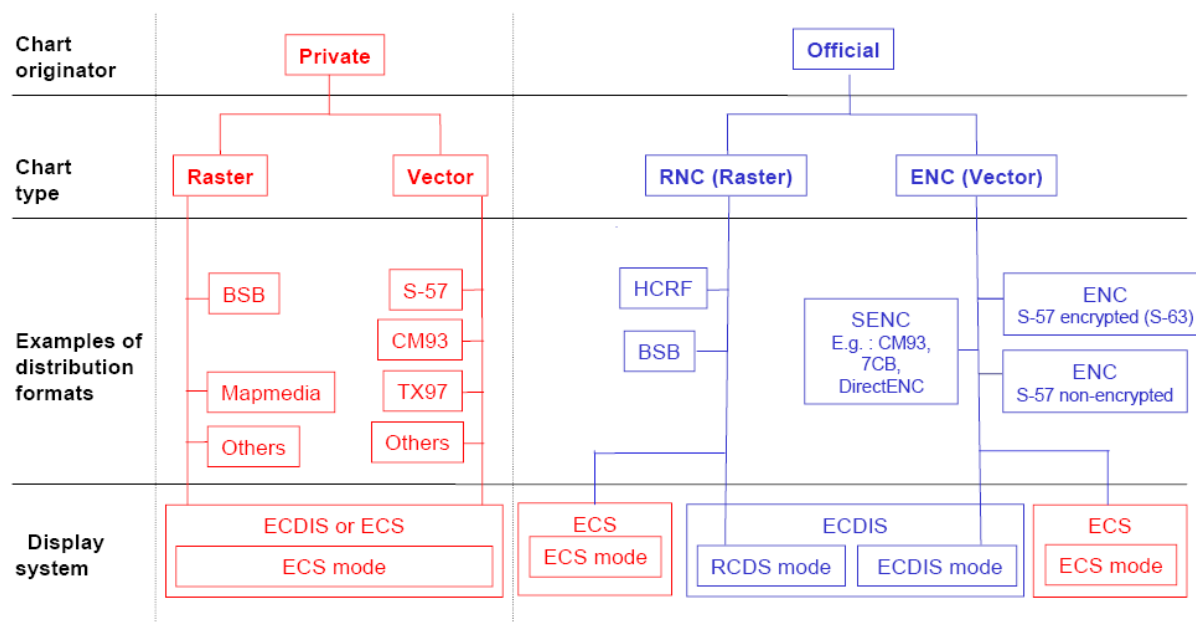 Chart
originator
Private
Official
Chart
type
Raster
Vector
RNC (Raster)
ENC (Vector)
Examples of
distribution
formats
BSB
Mapmedia
Others
S-57
CM93
TX97
Others
HCRF
BSB
SENC
E.g. : CM93,
7CB,
DirectENC
ENC
S-57 encrypted (S-63)
ENC
S-57 non-encrypted
Display
system
ECDIS or ECS
ECS mode
ECS
ECS mode
ECDIS
RCDS mode
ECDIS mode
ECS
ECS mode